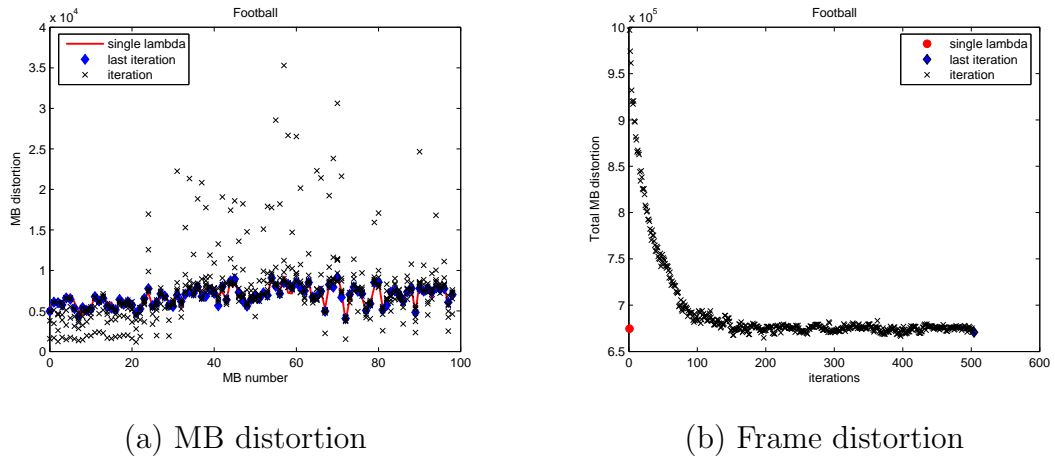 Football
x 10^4
4
3.5
3
2.5
2
1.5
1
0.5
0
MB distortion
single lambda
last iteration
iteration
0 20 40 60 80 100
MB number
(a) MB distortion
Football
x 10^5
10
9.5
9
8.5
8
7.5
7
6.5
Total MB distortion
single lambda
last iteration
iteration
0 100 200 300 400 500 600
iterations
(b) Frame distortion